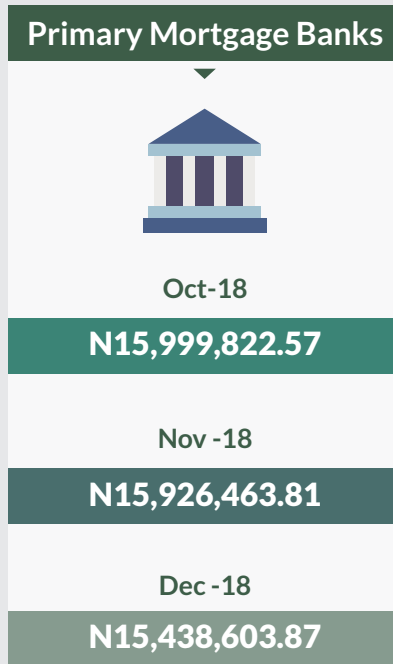 Primary Mortgage Banks
Oct-18
N15,999,822.57
Nov -18
N15,926,463.81
Dec -18
N15,438,603.87